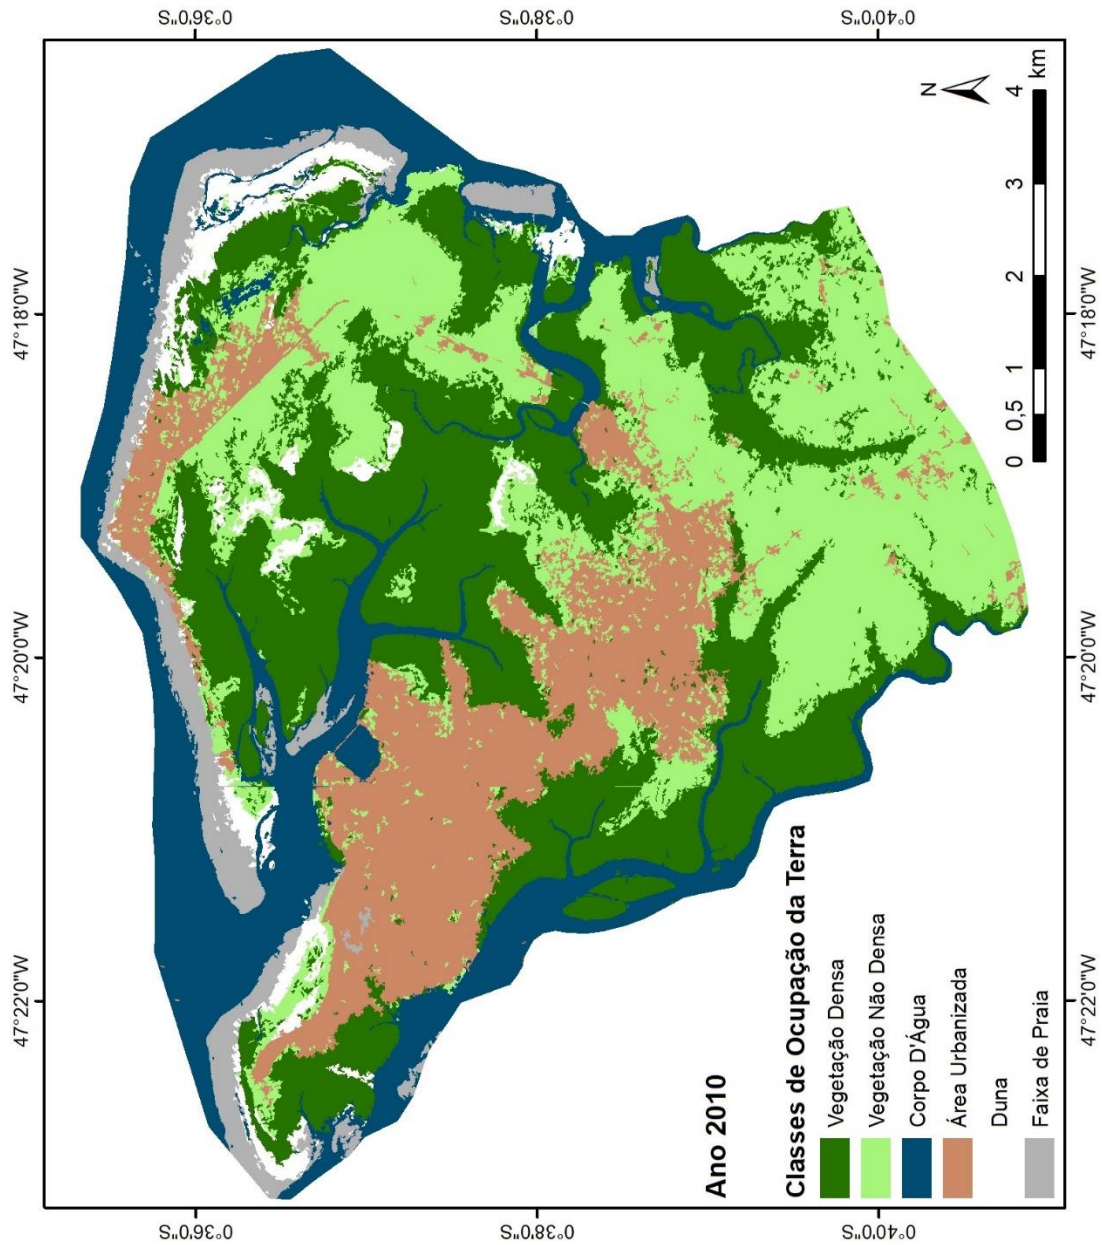 47°22'0"W 47°20'0"W 47°18'0"W
0°36'0"S 0°36'0"S
0°38'0"S 0°38'0"S
0°40'0"S 0°40'0"S
Ano 2010
Classes de Ocupação da Terra
Vegetação Densa
Vegetação Não Densa
Corpo D'Água
Área Urbanizada
Duna
Faixa de Praia
N
0 0,5 1 2 3 4
km
47°22'0"W 47°20'0"W 47°18'0"W